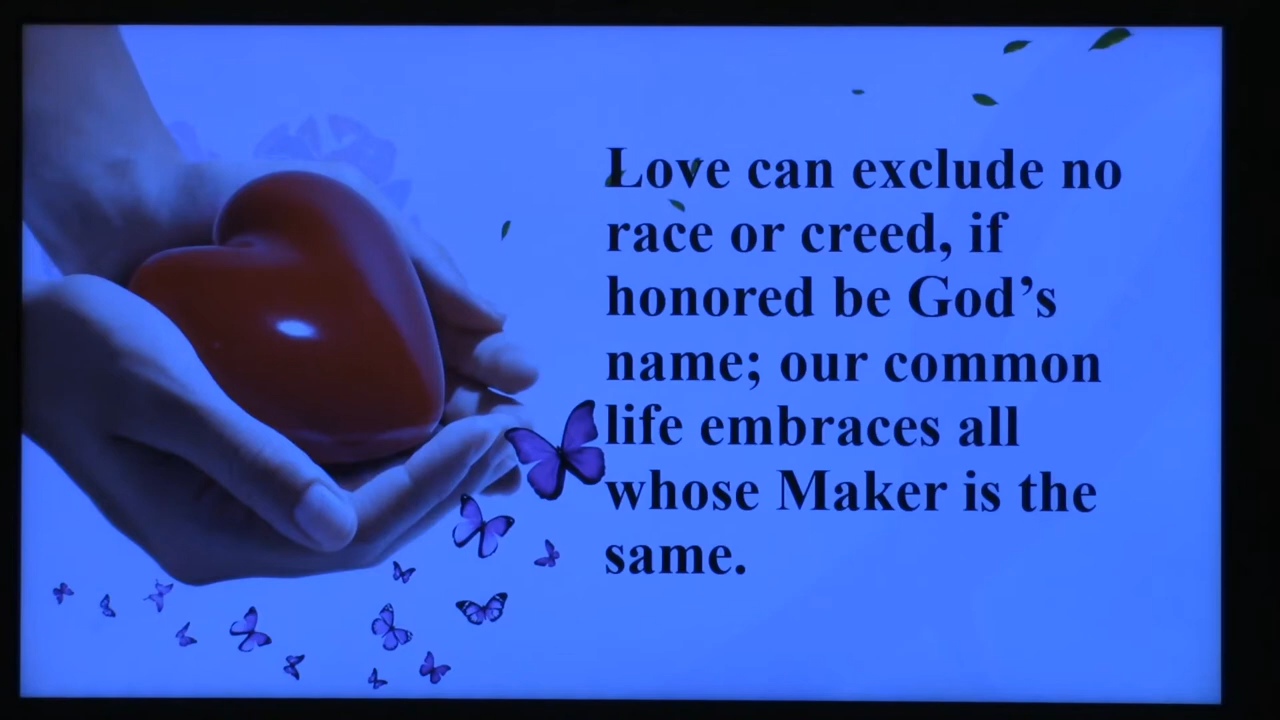 Love can exclude no
race or creed, if
honored be God’s
name; our common
life embraces all
whose Maker is the
same.